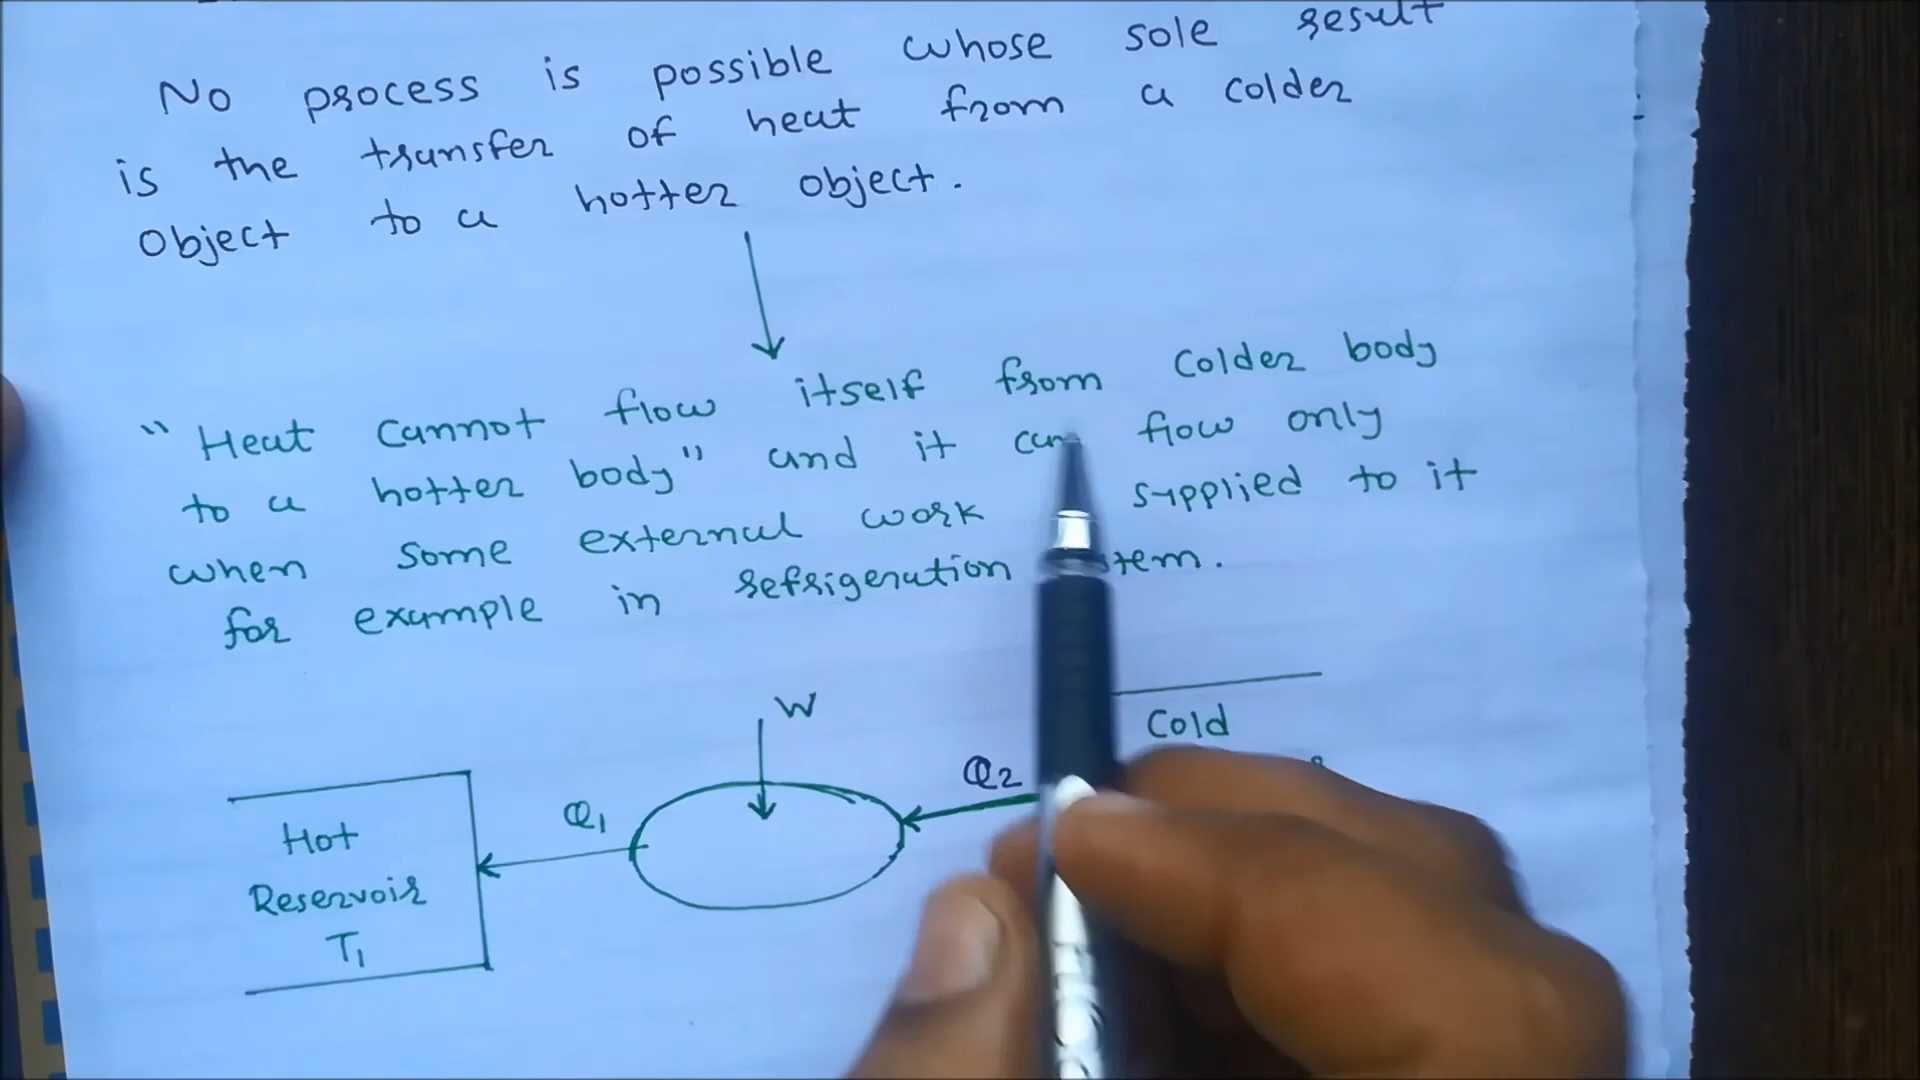 No process is possible whose sole result
is the transfer of heat from a colder
object to a hotter object.
"Heat cannot flow itself from colder body
to a hotter body" and it can flow only
when some external work supplied to it
for example in refrigeration stem.
W
Cold
Q2
Q1
Hot
Reservoir
T1